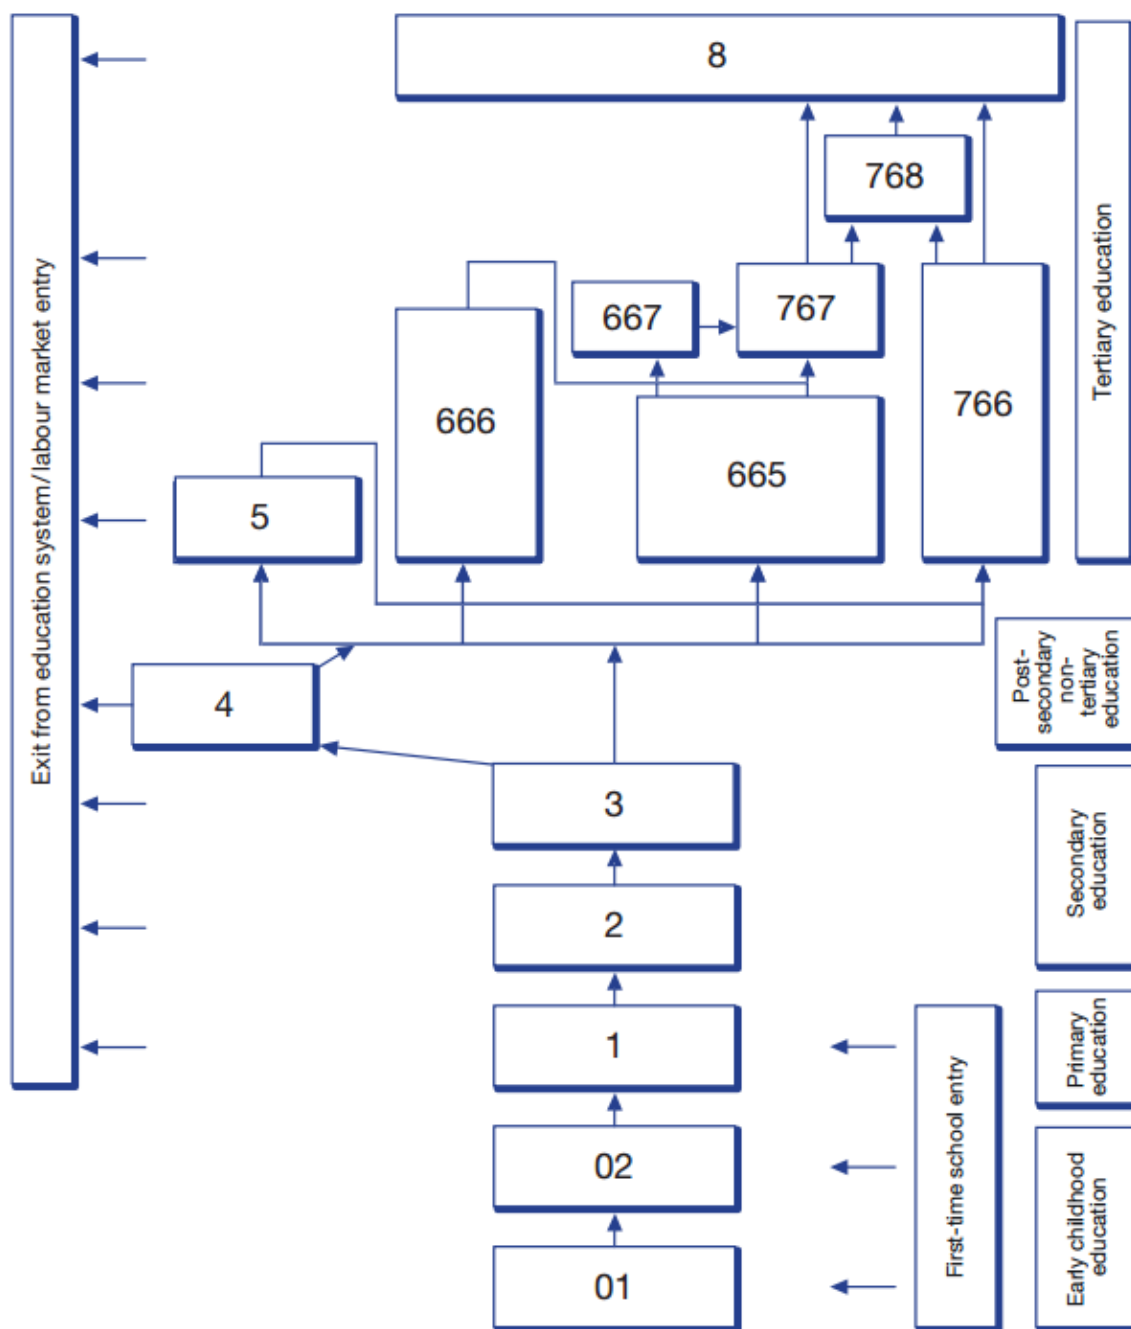 Exit from education system/labour market entry
8
768
667
767
666
665
766
5
4
3
2
1
02
01
First-time school entry
Tertiary education
Post-
secondary
non-
tertiary
education
Secondary
education
Primary
education
Early childhood
education